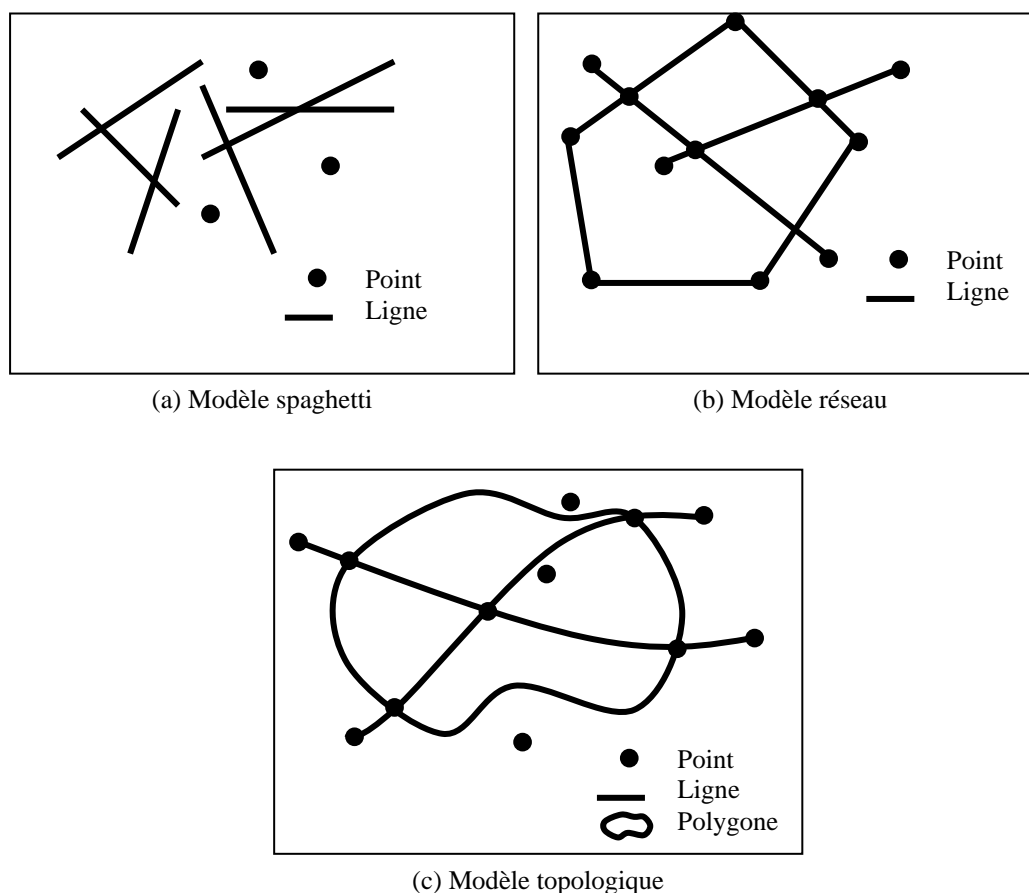 Point
Ligne
(a) Modèle spaghetti
Point
Ligne
(b) Modèle réseau
Point
Ligne
Polygone
(c) Modèle topologique